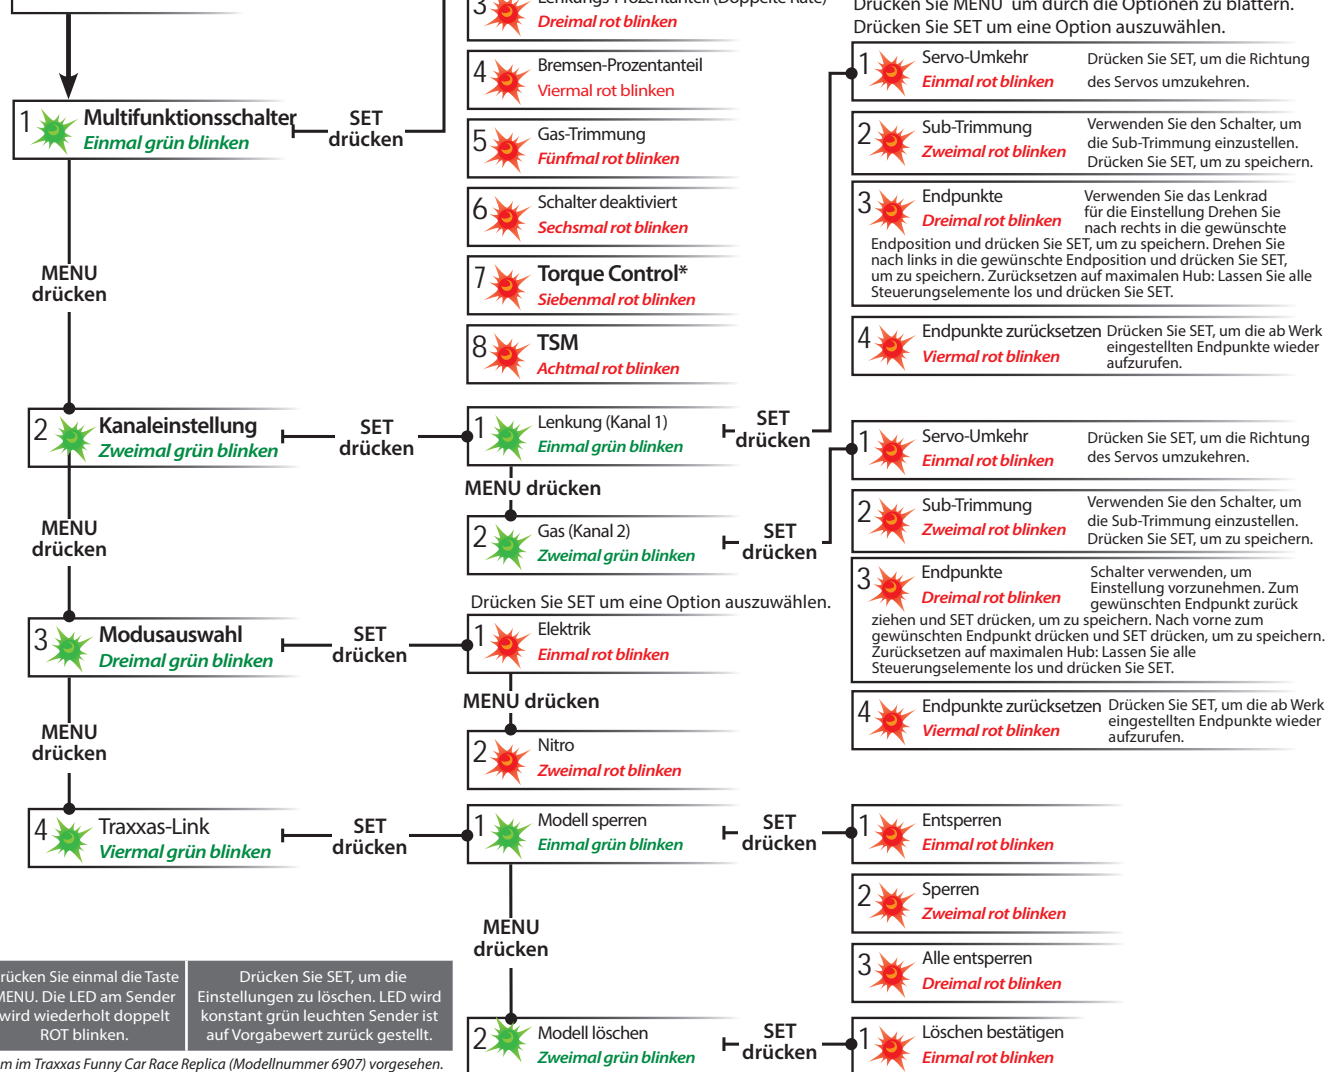 1
Multifunktionsschalter
Einmal grün blinken
SET
drücken
MENU
drücken
2
Kanaleinstellung
Zweimal grün blinken
SET
drücken
MENU
drücken
3
Modusauswahl
Dreimal grün blinken
SET
drücken
MENU
drücken
4
Traxxas-Link
Viermal grün blinken
SET
drücken
3
Lenkungs-Prozentanteil (Doppelte Rate)
Dreimal rot blinken
4
Bremsen-Prozentanteil
Viermal rot blinken
5
Gas-Trimmung
Fünfmal rot blinken
6
Schalter deaktiviert
Sechsmal rot blinken
7
Torque Control*
Siebenmal rot blinken
8
TSM
Achtmal rot blinken
1
Lenkung (Kanal 1)
Einmal grün blinken
SET
drücken
MENU drücken
2
Gas (Kanal 2)
Zweimal grün blinken
SET
drücken
Drücken Sie SET um eine Option auszuwählen.
1
Elektrik
Einmal rot blinken
MENU drücken
2
Nitro
Zweimal rot blinken
1
Modell sperren
Einmal grün blinken
SET
drücken
MENU
drücken
2
Modell löschen
Zweimal grün blinken
SET
drücken
Drücken Sie MENU um durch die Optionen zu blättern.
Drücken Sie SET um eine Option auszuwählen.
1
Servo-Umkehr
Einmal rot blinken
Drücken Sie SET, um die Richtung
des Servos umzukehren.
2
Sub-Trimmung
Zweimal rot blinken
Verwenden Sie den Schalter, um
die Sub-Trimmung einzustellen.
Drücken Sie SET, um zu speichern.
3
Endpunkte
Dreimal rot blinken
Verwenden Sie das Lenkrad
für die Einstellung Drehen Sie
nach rechts in die gewünschte
Endposition und drücken Sie SET, um zu speichern. Drehen Sie
nach links in die gewünschte Endposition und drücken Sie SET,
um zu speichern. Zurücksetzen auf maximalen Hub: Lassen Sie alle
Steuerungselemente los und drücken Sie SET.
4
Endpunkte zurücksetzen
Viermal rot blinken
Drücken Sie SET, um die ab Werk
eingestellten Endpunkte wieder
aufzurufen.
1
Servo-Umkehr
Einmal rot blinken
Drücken Sie SET, um die Richtung
des Servos umzukehren.
2
Sub-Trimmung
Zweimal rot blinken
Verwenden Sie den Schalter, um
die Sub-Trimmung einzustellen.
Drücken Sie SET, um zu speichern.
3
Endpunkte
Dreimal rot blinken
Schalter verwenden, um
Einstellung vorzunehmen. Zum
gewünschten Endpunkt zurück
ziehen und SET drücken, um zu speichern. Nach vorne zum
gewünschten Endpunkt drücken und SET drücken, um zu speichern.
Zurücksetzen auf maximalen Hub: Lassen Sie alle
Steuerungselemente los und drücken Sie SET.
4
Endpunkte zurücksetzen
Viermal rot blinken
Drücken Sie SET, um die ab Werk
eingestellten Endpunkte wieder
aufzurufen.
1
Entsperren
Einmal rot blinken
2
Sperren
Zweimal rot blinken
3
Alle entsperren
Dreimal rot blinken
1
Löschen bestätigen
Einmal rot blinken
rücken Sie einmal die Taste
MENU. Die LED am Sender
wird wiederholt doppelt
ROT blinken.
Drücken Sie SET, um die
Einstellungen zu löschen. LED wird
konstant grün leuchten Sender ist
auf Vorgabewert zurück gestellt.
m im Traxxas Funny Car Race Replica (Modellnummer 6907) vorgesehen.